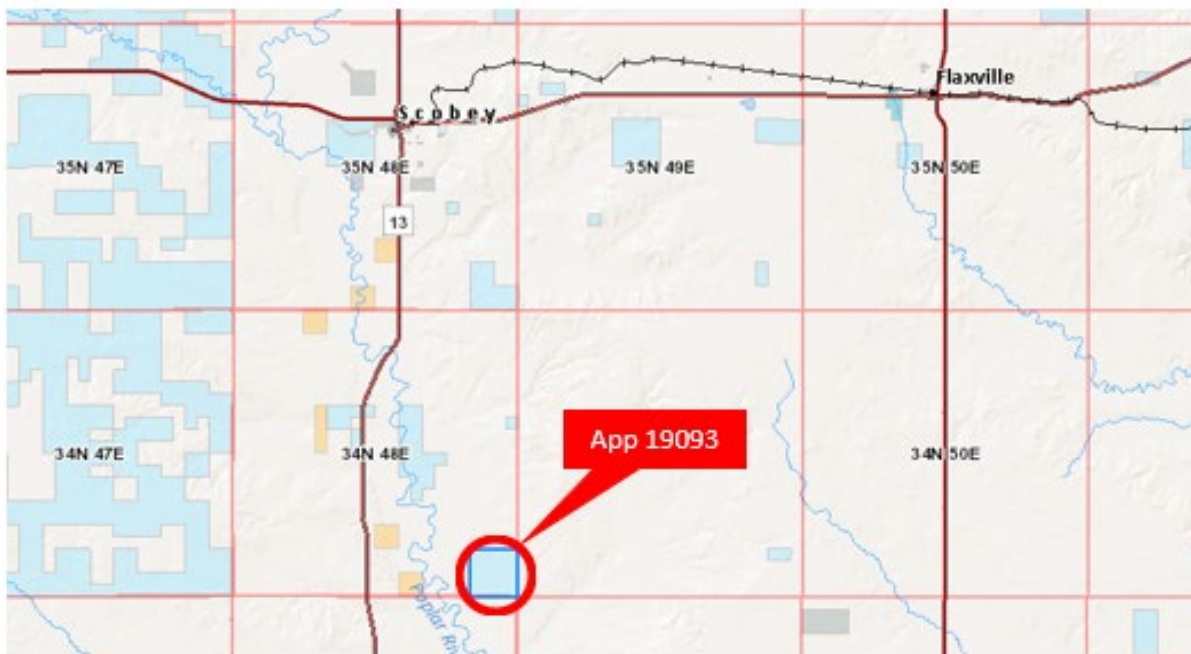 Flaxville
Scobey
35N 47E
35N 48E
35N 49E
35N 50E
13
App 19093
34N 47E
34N 48E
34N 50E
Poplar Riv